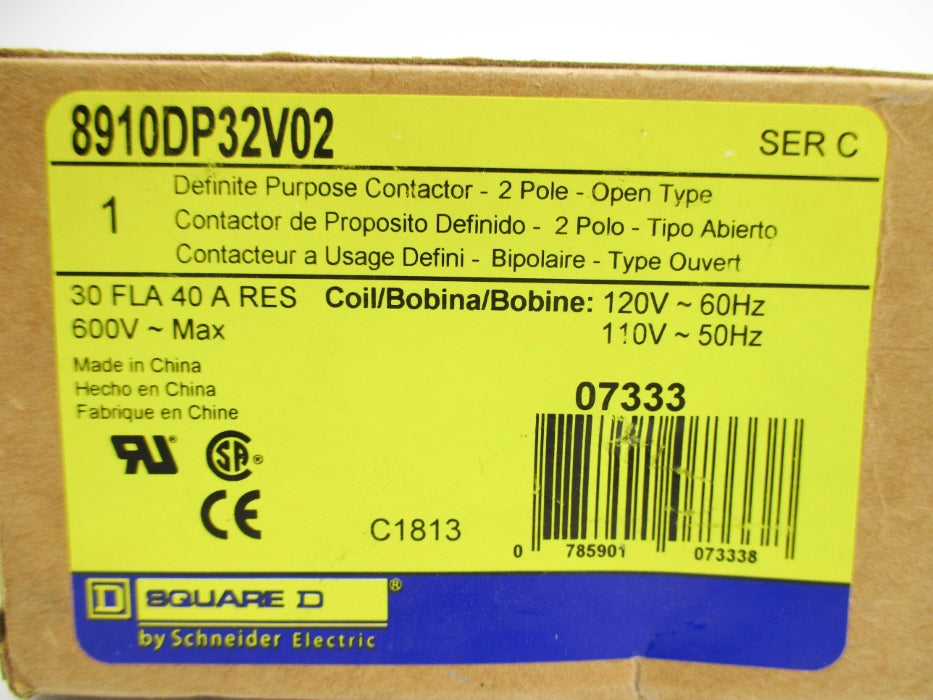 8910DP32V02
SER C
1
Definite Purpose Contactor - 2 Pole - Open Type
Contactor de Proposito Definido - 2 Polo - Tipo Abierto
Contacteur a Usage Defini - Bipolaire - Type Ouvert
30 FLA 40 A RES Coil/Bobina/Bobine: 120V ~ 60Hz
600V ~ Max 110V ~ 50Hz
Made in China
Hecho en China
Fabrique en Chine
07333
RU®
SA®
CE
C1813
0 785901 073338
D SQUARE D®
by Schneider Electric